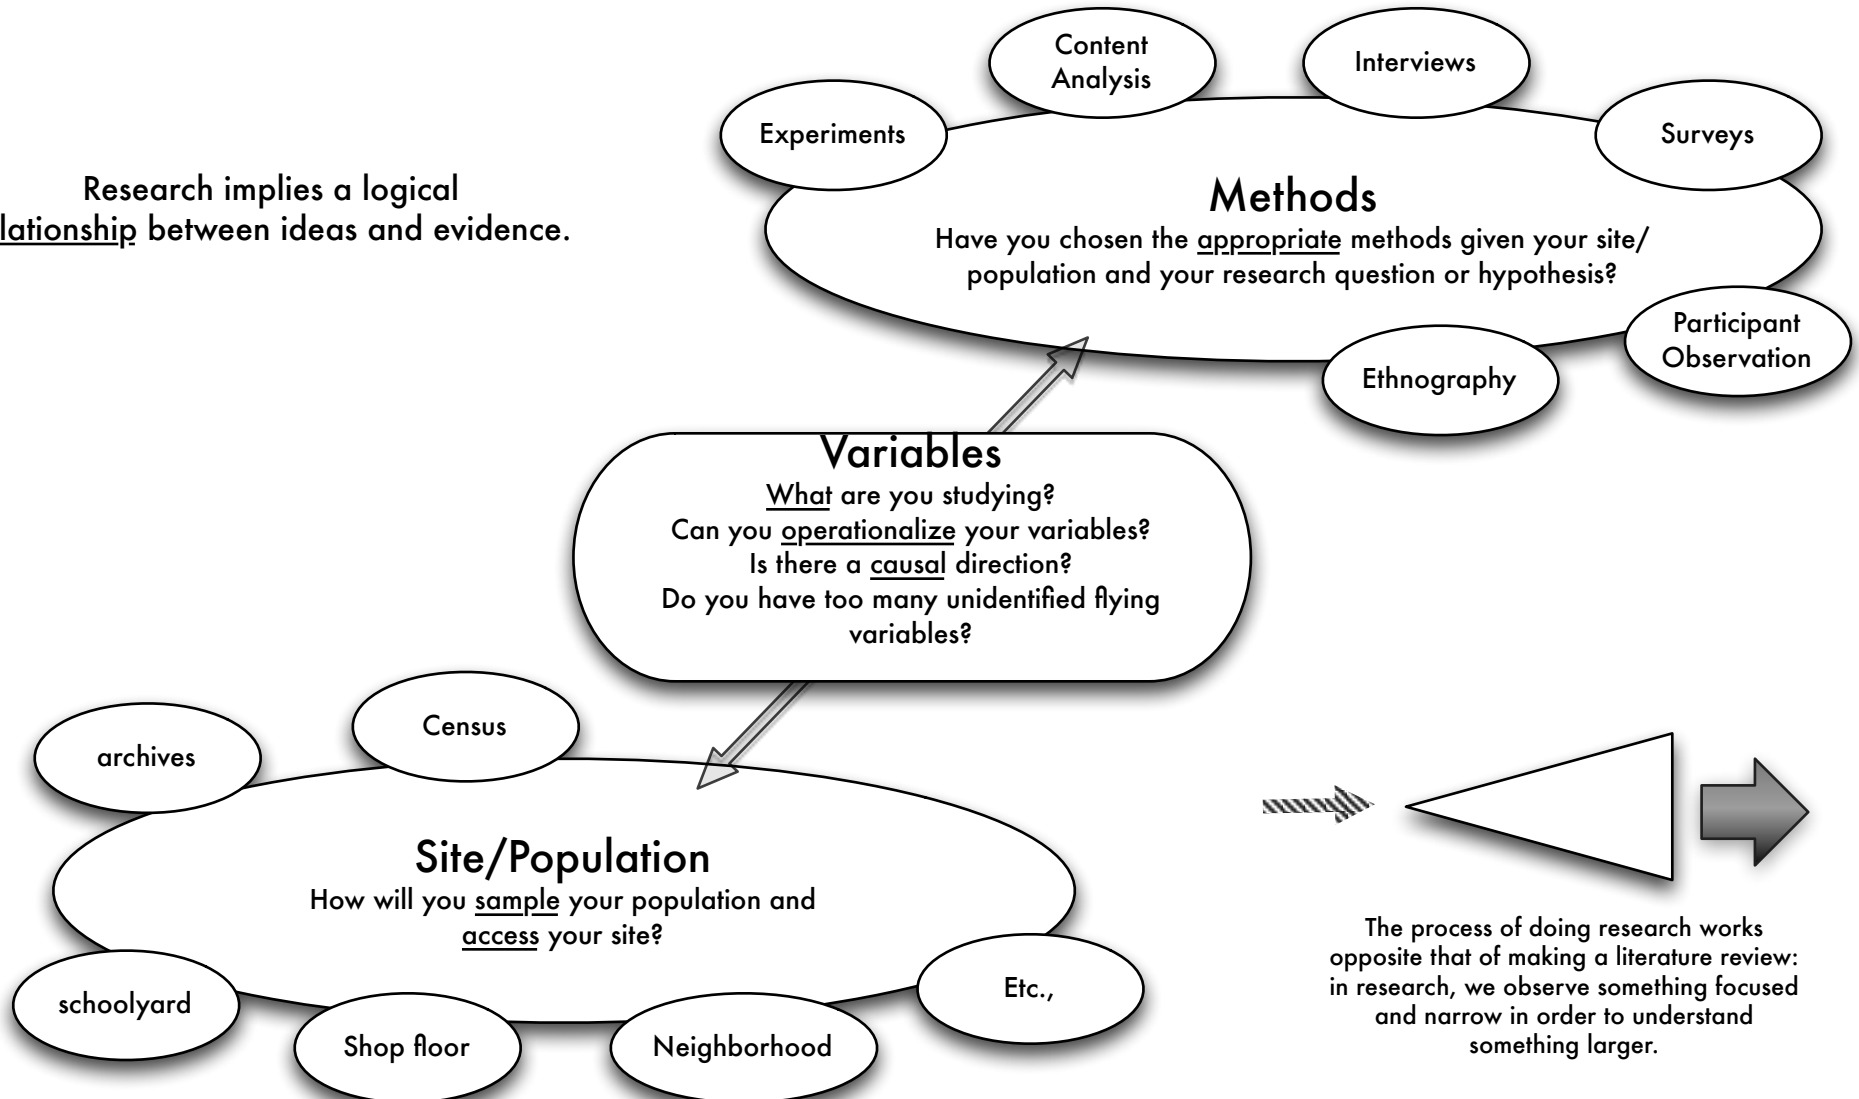 Content
Analysis
Interviews
Experiments
Surveys
Research implies a logical
lationship between ideas and evidence.
Methods
Have you chosen the appropriate methods given your site/
population and your research question or hypothesis?
Participant
Observation
Ethnography
Variables
What are you studying?
Can you operationalize your variables?
Is there a causal direction?
Do you have too many unidentified flying
variables?
archives
Census
Site/Population
How will you sample your population and
access your site?
schoolyard
Shop floor
Neighborhood
Etc.,
The process of doing research works
opposite that of making a literature review:
in research, we observe something focused
and narrow in order to understand
something larger.